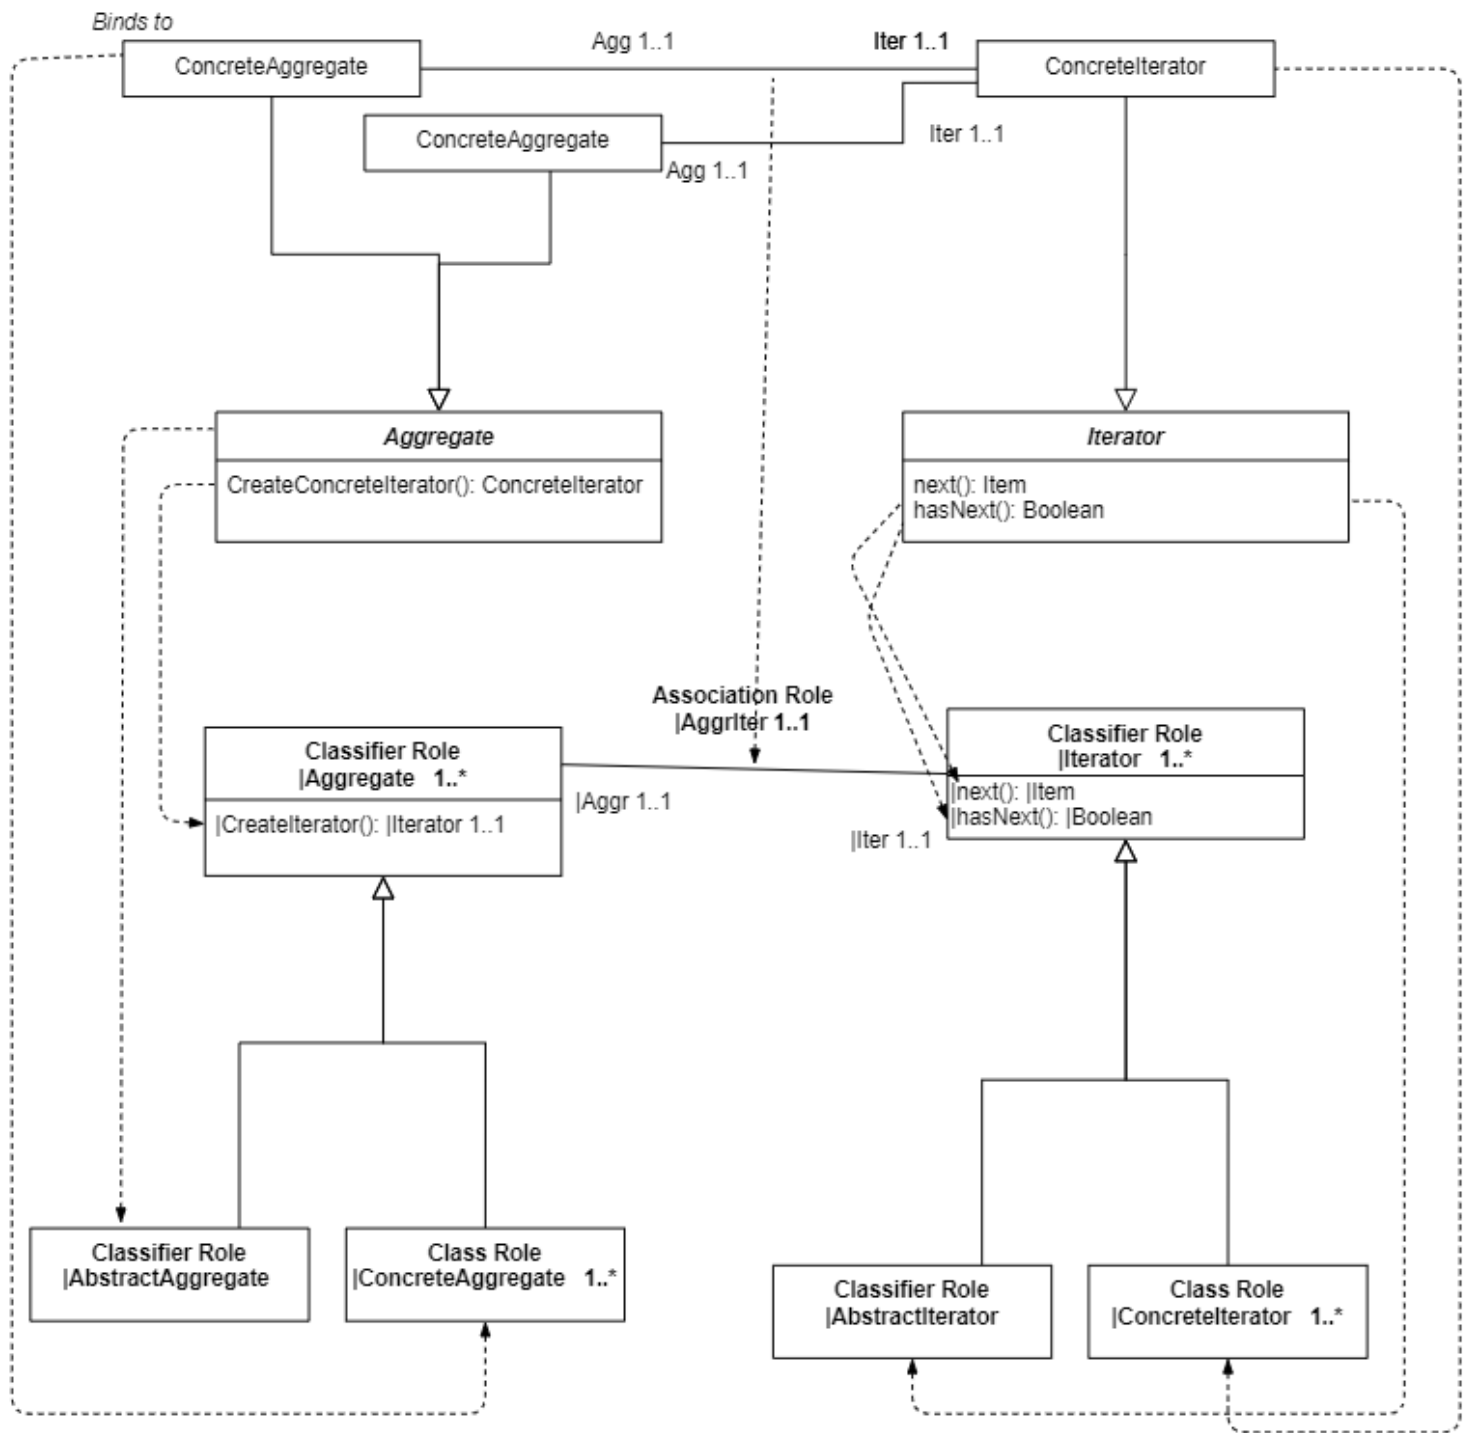 Binds to
Agg 1..1
Iter 1..1
ConcreteAggregate
ConcreteIterator
ConcreteAggregate
Iter 1..1
Agg 1..1
Aggregate
CreateConcreteIterator(): ConcreteIterator
Iterator
next(): Item
hasNext(): Boolean
Association Role
|AggrIter 1..1
Classifier Role
|Aggregate 1..*
|CreateIterator(): |Iterator 1..1
|Aggr 1..1
Classifier Role
|Iterator 1..*
|next(): |Item
|hasNext(): |Boolean
|Iter 1..1
Classifier Role
|AbstractAggregate
Class Role
|ConcreteAggregate 1..*
Classifier Role
|AbstractIterator
Class Role
|ConcreteIterator 1..*